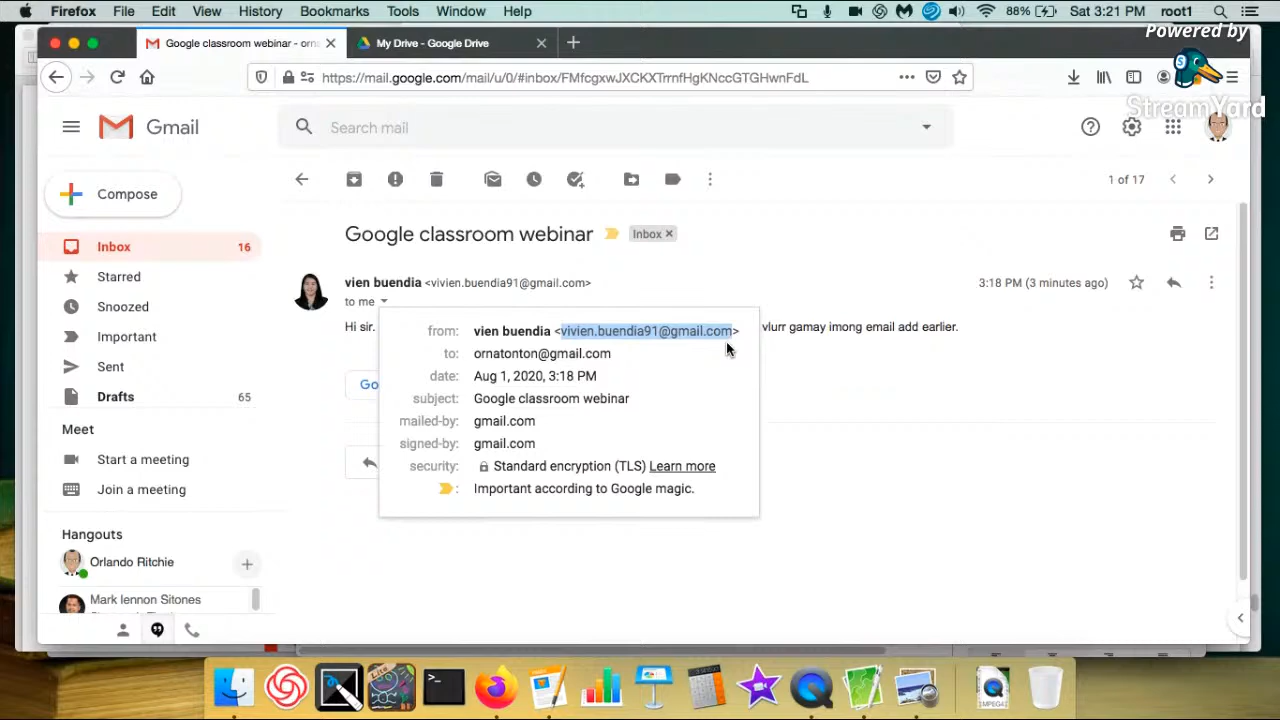 Firefox File Edit View History Bookmarks Tools Window Help 88% Sat 3:21 PM root1
Powered by
Google classroom webinar - orn
My Drive - Google Drive
https://mail.google.com/mail/u/0/#inbox/FMfcgxwJXCKXTrrnfHgKNccGTGHwnFdL
StreamYard
Gmail
Search mail
Compose
1 of 17
Inbox 16
Starred
Snoozed
Important
Sent
Drafts 65
Meet
Start a meeting
Join a meeting
Hangouts
Orlando Ritchie
Mark lennon Sitones
Google classroom webinar
Inbox
vien buendia <vivien.buendia91@gmail.com>
3:18 PM (3 minutes ago)
to me
Hi sir. vlurr gamay imong email add earlier.
from: vien buendia <vivien.buendia91@gmail.com>
to: ornatonton@gmail.com
date: Aug 1, 2020, 3:18 PM
subject: Google classroom webinar
mailed-by: gmail.com
signed-by: gmail.com
security: Standard encryption (TLS) Learn more
: Important according to Google magic.
Go